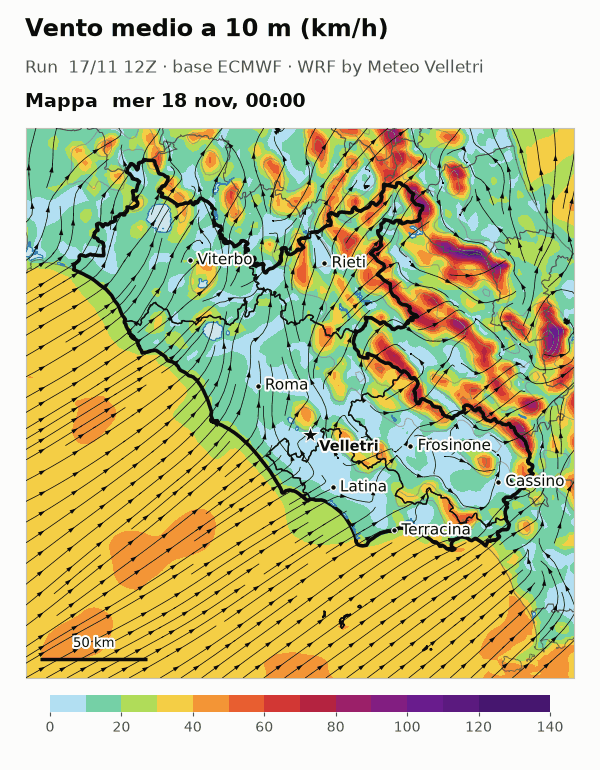 Vento medio a 10 m (km/h)
Run  17/11 12Z · base ECMWF · WRF by Meteo Velletri
Mappa  mer 18 nov, 00:00
Viterbo
Rieti
Roma
Velletri
Frosinone
Cassino
Latina
Terracina
50 km
0 20 40 60 80 100 120 140